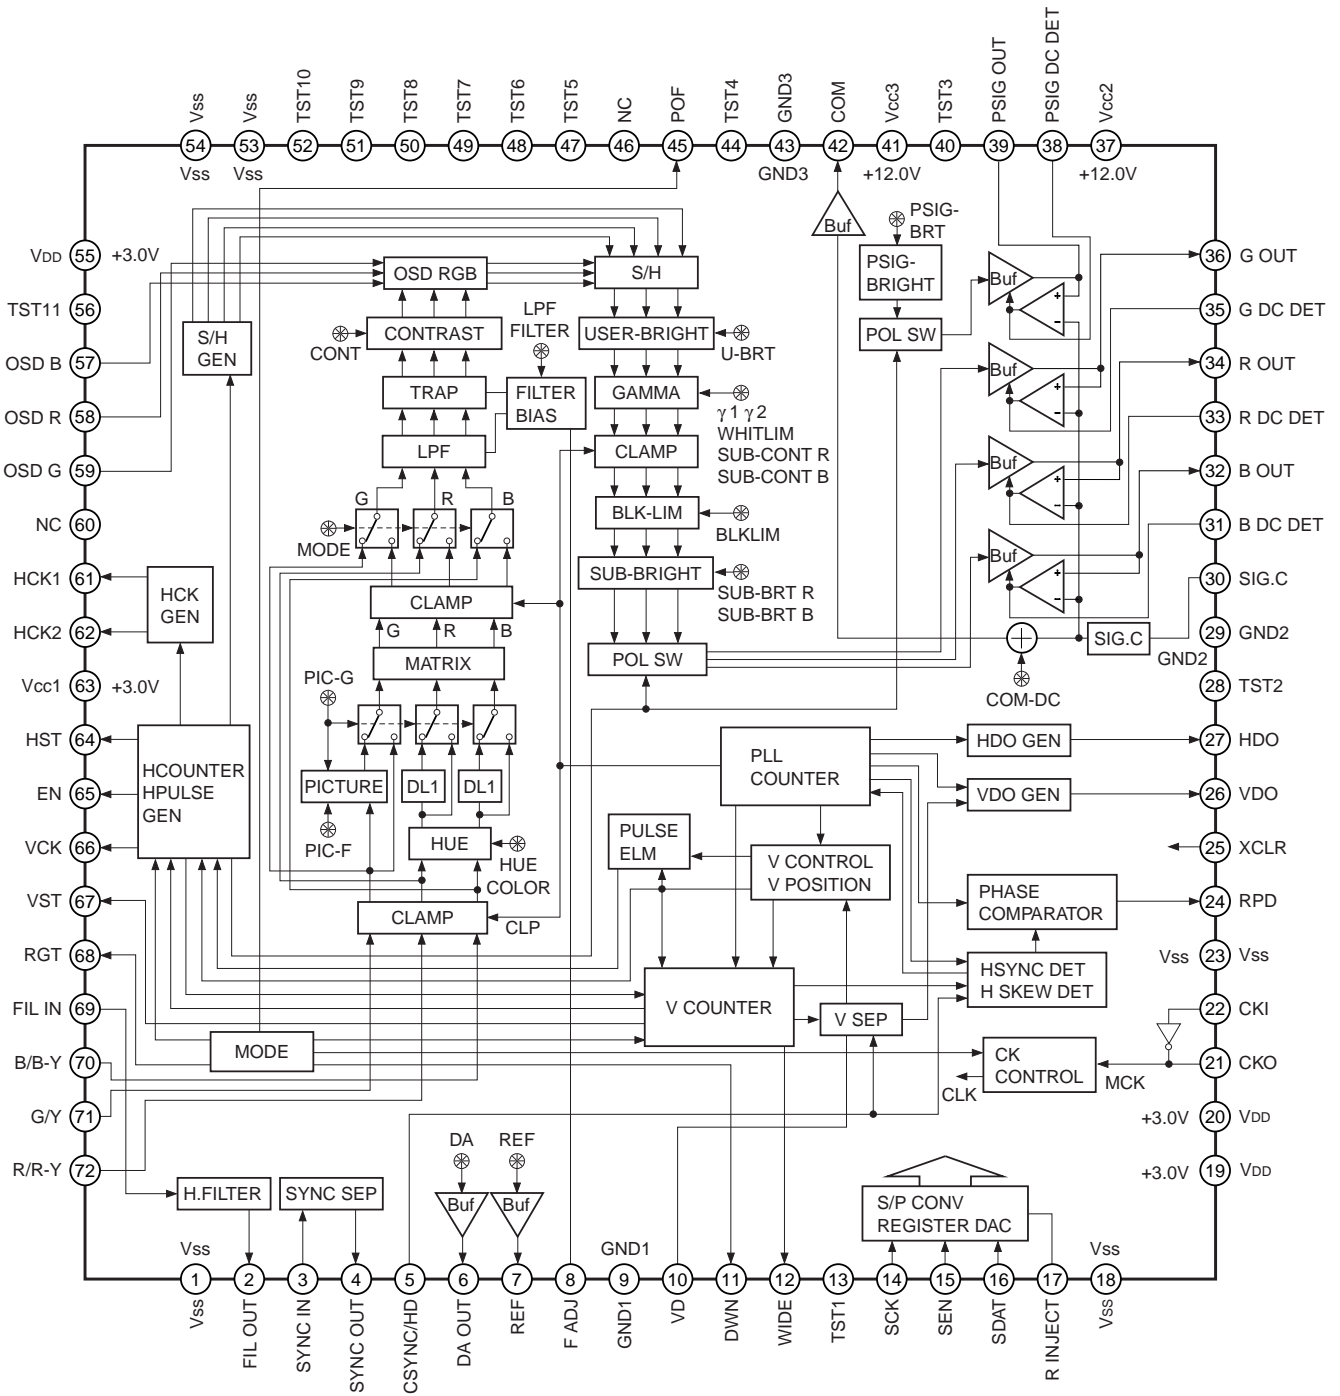 Vss
Vss
TST10
TST9
TST8
TST7
TST6
TST5
NC
POF
TST4
GND3
COM
Vcc3
TST3
PSIG OUT
PSIG DC DET
Vcc2
54
53
52
51
50
49
48
47
46
45
44
43
42
41
40
39
38
37
Vss
Vss
GND3
+12.0V
+12.0V
VDD
55
+3.0V
TST11
56
OSD B
57
OSD R
58
OSD G
59
NC
60
HCK1
61
HCK2
62
Vcc1
63
+3.0V
HST
64
EN
65
VCK
66
VST
67
RGT
68
FIL IN
69
B/B-Y
70
G/Y
71
R/R-Y
72
36
G OUT
35
G DC DET
34
R OUT
33
R DC DET
32
B OUT
31
B DC DET
30
SIG.C
29
GND2
GND2
28
TST2
27
HDO
26
VDO
25
XCLR
24
RPD
Vss
23
Vss
22
CKI
21
CKO
+3.0V
20
VDD
+3.0V
19
VDD
S/H
GEN
HCK
GEN
HCOUNTER
HPULSE
GEN
MODE
H.FILTER
SYNC SEP
OSD RGB
CONTRAST
CONT
TRAP
LPF
FILTER
FILTER
BIAS
LPF
G
R
B
MODE
CLAMP
G
R
B
MATRIX
PIC-G
PICTURE
DL1
DL1
PIC-F
HUE
HUE
COLOR
CLAMP
CLP
S/H
USER-BRIGHT
U-BRT
GAMMA
γ1 γ2
WHITLIM
SUB-CONT R
SUB-CONT B
CLAMP
BLK-LIM
BLKLIM
SUB-BRIGHT
SUB-BRT R
SUB-BRT B
POL SW
Buf
PSIG-
BRT
PSIG-
BRIGHT
POL SW
Buf
+
-
Buf
+
-
Buf
+
-
Buf
+
-
SIG.C
COM-DC
PLL
COUNTER
HDO GEN
VDO GEN
PULSE
ELM
V CONTROL
V POSITION
PHASE
COMPARATOR
HSYNC DET
H SKEW DET
V COUNTER
V SEP
CK
CONTROL
MCK
CLK
DA
REF
Buf
Buf
S/P CONV
REGISTER DAC
Vss
GND1
Vss
1
2
3
4
5
6
7
8
9
10
11
12
13
14
15
16
17
18
Vss
FIL OUT
SYNC IN
SYNC OUT
CSYNC/HD
DA OUT
REF
F ADJ
GND1
VD
DWN
WIDE
TST1
SCK
SEN
SDAT
R INJECT
Vss